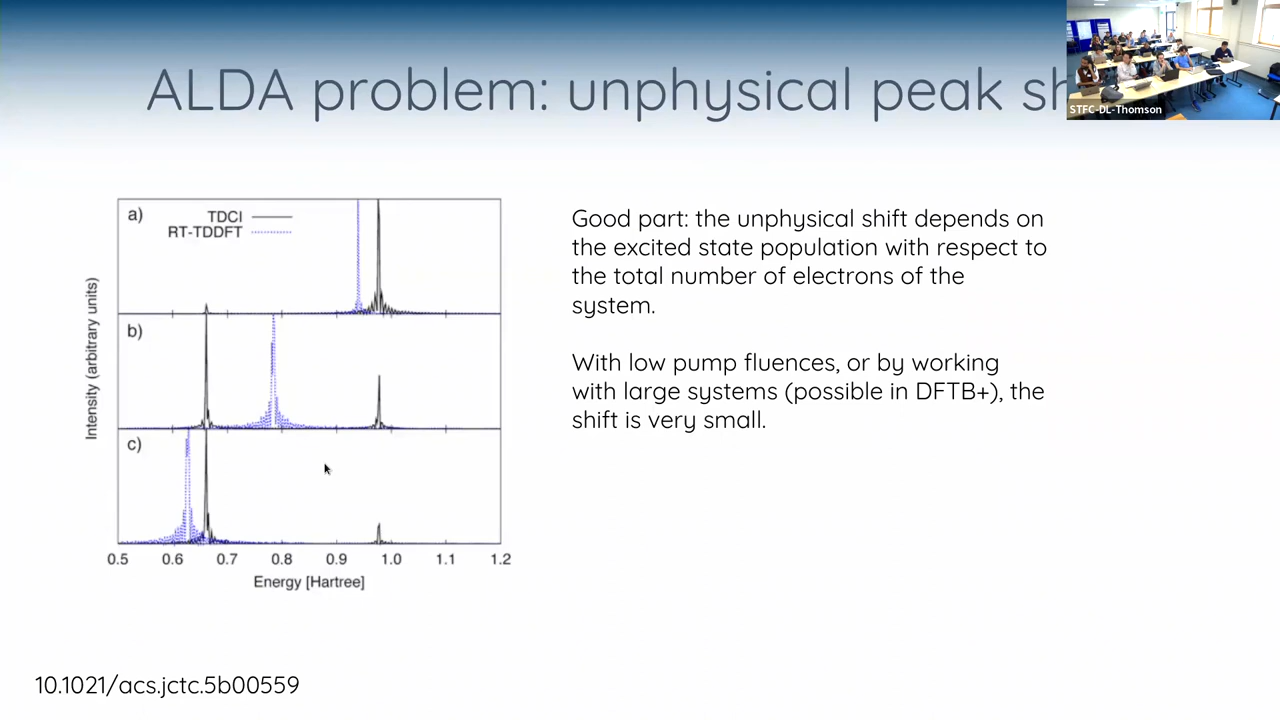 ALDA problem: unphysical peak sh
STFC-DL-Thomson
a)
TDCI
RT-TDDFT
b)
c)
Intensity (arbitrary units)
0.5 0.6 0.7 0.8 0.9 1.0 1.1 1.2
Energy [Hartree]
Good part: the unphysical shift depends on
the excited state population with respect to
the total number of electrons of the
system.
With low pump fluences, or by working
with large systems (possible in DFTB+), the
shift is very small.
10.1021/acs.jctc.5b00559